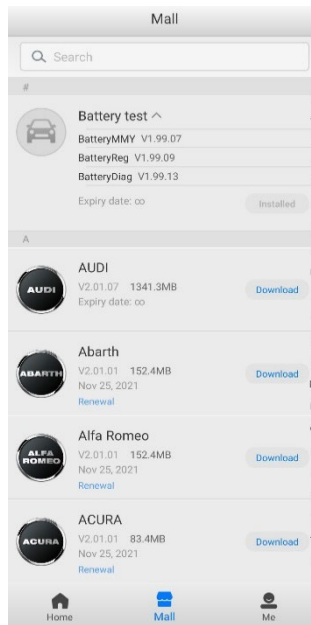 Mall
Search
#
Battery test
BatteryMMY V1.99.07
BatteryReg V1.99.09
BatteryDiag V1.99.13
Expiry date: ∞
Installed
A
AUDI
AUDI
V2.01.07 1341.3MB
Download
Expiry date: ∞
ABARTH
Abarth
V2.01.01 152.4MB
Download
Nov 25, 2021
Renewal
ALFA
ROMEO
Alfa Romeo
V2.01.01 152.4MB
Download
Nov 25, 2021
Renewal
ACURA
ACURA
V2.01.01 83.4MB
Download
Nov 25, 2021
Renewal
Home
Mall
Me